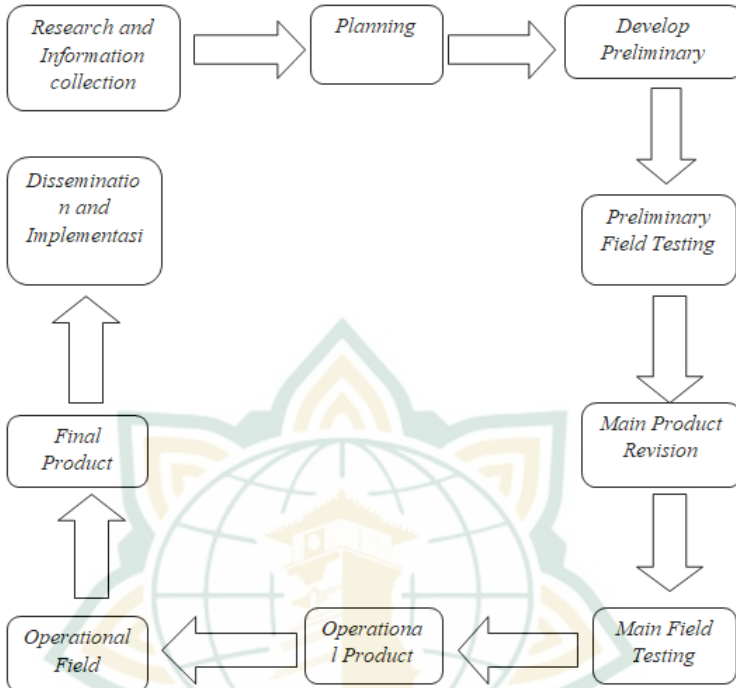 Research and
Information
collection
Planning
Develop
Preliminary
Preliminary
Field Testing
Main Product
Revision
Main Field
Testing
Operationa
l Product
Operational
Field
Final
Product
Disseminatio
n and
Implementasi